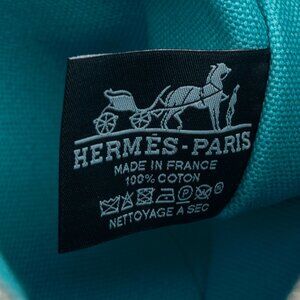 HERMÈS-PARIS
MADE IN FRANCE
100% COTON
NETTOYAGE A SEC